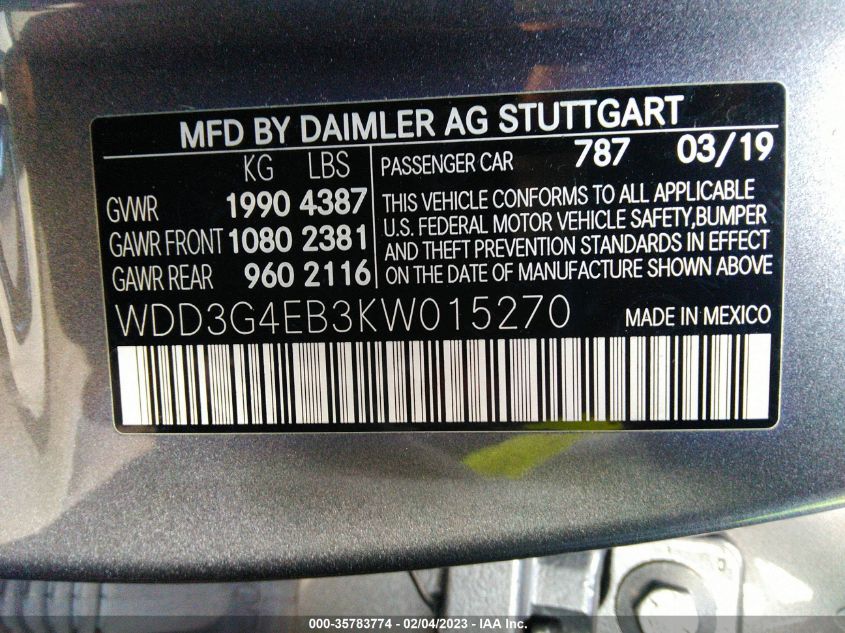 MFD BY DAIMLER AG STUTTGART
KG LBS
GVWR 1990 4387
GAWR FRONT 1080 2381
GAWR REAR 960 2116
PASSENGER CAR 787 03/19
THIS VEHICLE CONFORMS TO ALL APPLICABLE
U.S. FEDERAL MOTOR VEHICLE SAFETY,BUMPER
AND THEFT PREVENTION STANDARDS IN EFFECT
ON THE DATE OF MANUFACTURE SHOWN ABOVE
WDD3G4EB3KW015270 MADE IN MEXICO
000-35783774 — 02/04/2023 — IAA Inc.